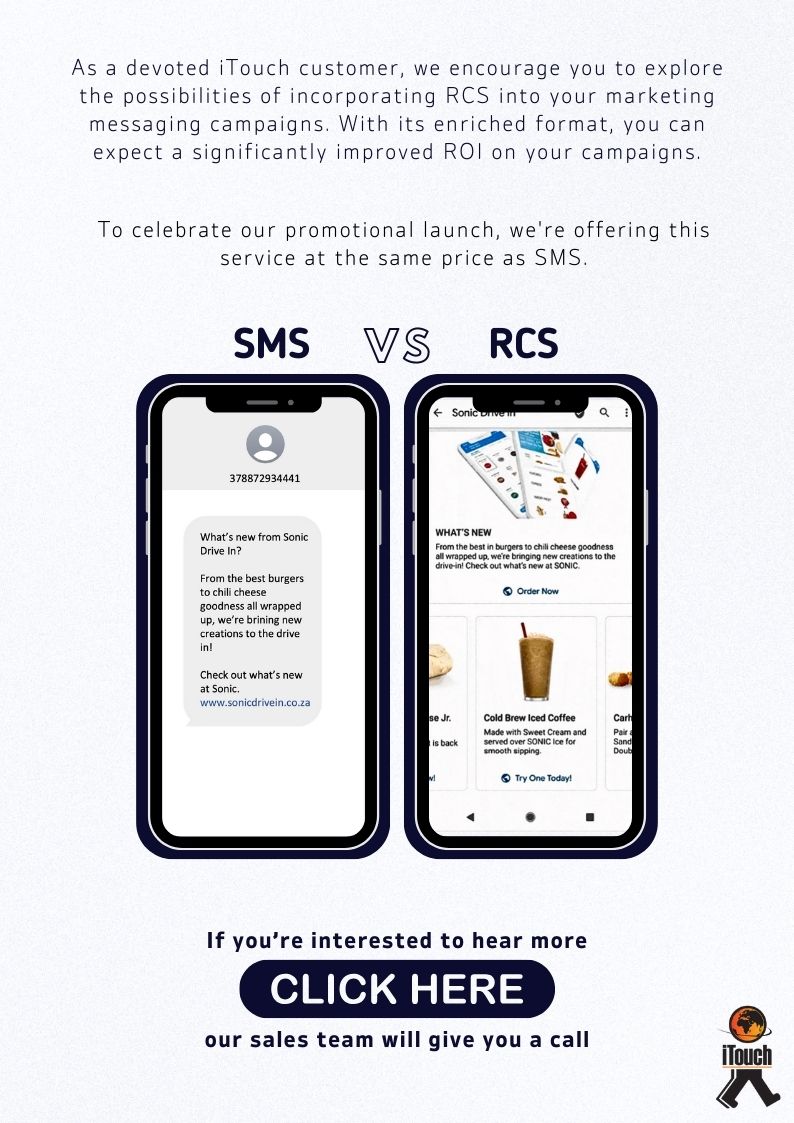 As a devoted iTouch customer, we encourage you to explore
the possibilities of incorporating RCS into your marketing
messaging campaigns. With its enriched format, you can
expect a significantly improved ROI on your campaigns.
To celebrate our promotional launch, we're offering this
service at the same price as SMS.
SMS VS RCS
378872934441
What's new from Sonic
Drive In?
From the best burgers
to chili cheese
goodness all wrapped
up, we're brining new
creations to the drive
in!
Check out what's new
at Sonic.
www.sonicdrivein.co.za
Sonic Drive In
WHAT'S NEW
From the best in burgers to chili cheese goodness
all wrapped up, we're bringing new creations to the
drive-in! Check out what's new at SONIC.
Order Now
se Jr.
t is back
w!
Cold Brew Iced Coffee
Made with Sweet Cream and
served over SONIC Ice for
smooth sipping.
Try One Today!
Carh
Pair a
Sand
Doub
If you're interested to hear more
CLICK HERE
our sales team will give you a call
iTouch